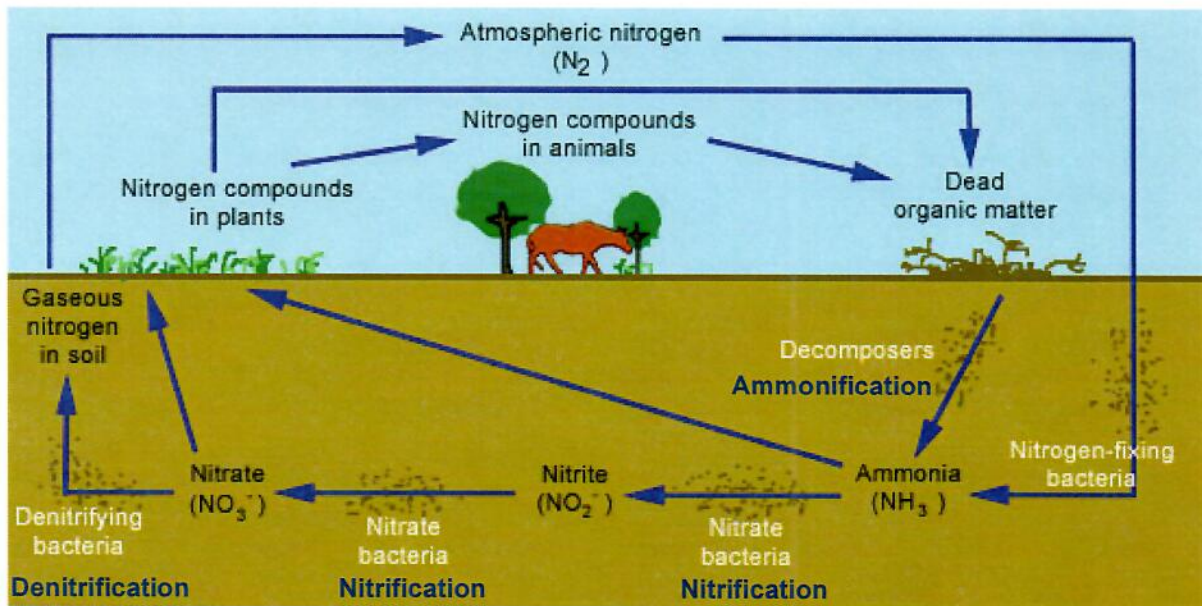 Atmospheric nitrogen
(N₂)
Nitrogen compounds
in animals
Nitrogen compounds
in plants
Dead
organic matter
Gaseous
nitrogen
in soil
Decomposers
Ammonification
Nitrogen-fixing
bacteria
Ammonia
(NH₃)
Nitrite
(NO₂⁻)
Nitrate
(NO₃⁻)
Nitrate
bacteria
Nitrification
Nitrate
bacteria
Nitrification
Denitrifying
bacteria
Denitrification